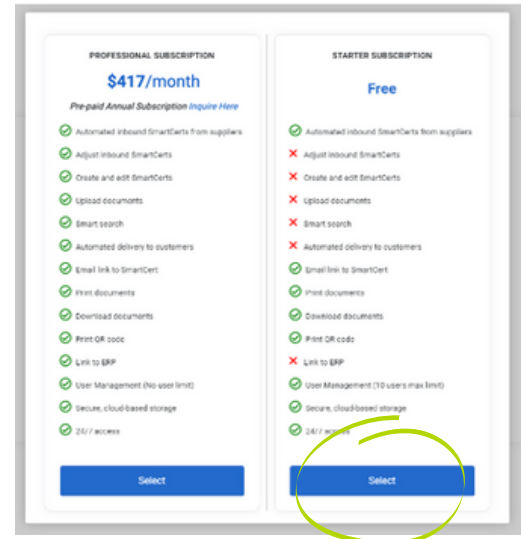 PROFESSIONAL SUBSCRIPTION
$417/month
Pre-paid Annual Subscription Inquire Here
Automated inbound SmartCerts from suppliers
Adjust inbound SmartCerts
Create and edit SmartCerts
Upload documents
Smart search
Automated delivery to customers
Email link to SmartCert
Print documents
Download documents
Print QR code
Link to ERP
User Management (No user limit)
Secure, cloud-based storage
24/7 access
Select
STARTER SUBSCRIPTION
Free
Automated inbound SmartCerts from suppliers
Adjust inbound SmartCerts
Create and edit SmartCerts
Upload documents
Smart search
Automated delivery to customers
Email link to SmartCert
Print documents
Download documents
Print QR code
Link to ERP
User Management (10 users max limit)
Secure, cloud-based storage
24/7 access
Select